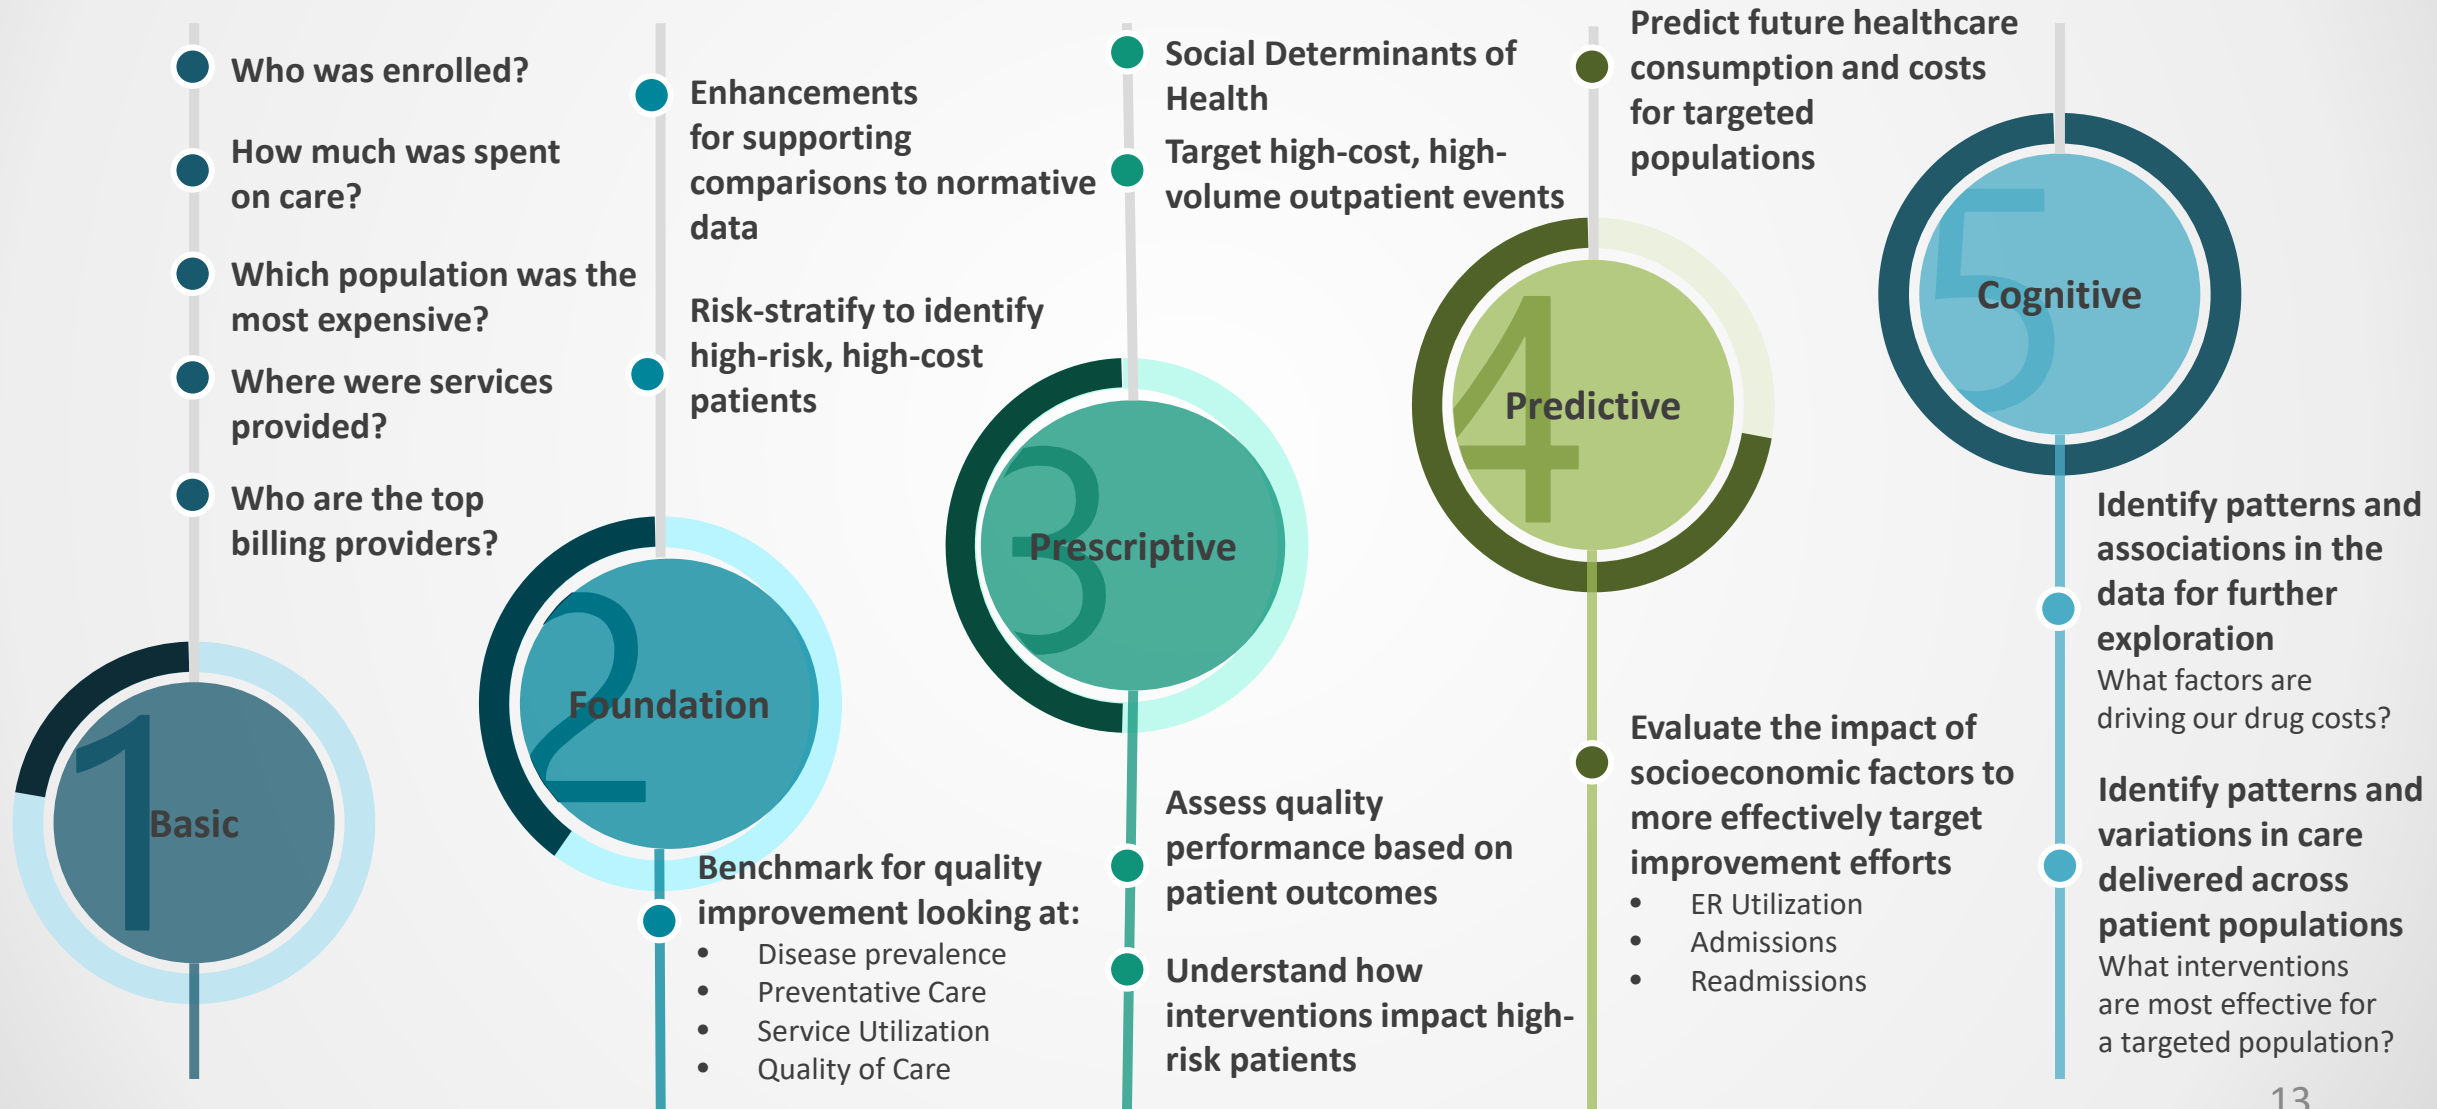 Who was enrolled?
How much was spent
on care?
Which population was the
most expensive?
Where were services
provided?
Who are the top
billing providers?
1
Basic
Enhancements
for supporting
comparisons to normative
data
Risk-stratify to identify
high-risk, high-cost
patients
2
Foundation
Benchmark for quality
improvement looking at:
• Disease prevalence
• Preventative Care
• Service Utilization
• Quality of Care
Social Determinants of
Health
Target high-cost, high-
volume outpatient events
3
Prescriptive
Assess quality
performance based on
patient outcomes
Understand how
interventions impact high-
risk patients
Predict future healthcare
consumption and costs
for targeted
populations
4
Predictive
Evaluate the impact of
socioeconomic factors to
more effectively target
improvement efforts
• ER Utilization
• Admissions
• Readmissions
5
Cognitive
Identify patterns and
associations in the
data for further
exploration
What factors are
driving our drug costs?
Identify patterns and
variations in care
delivered across
patient populations
What interventions
are most effective for
a targeted population?
13